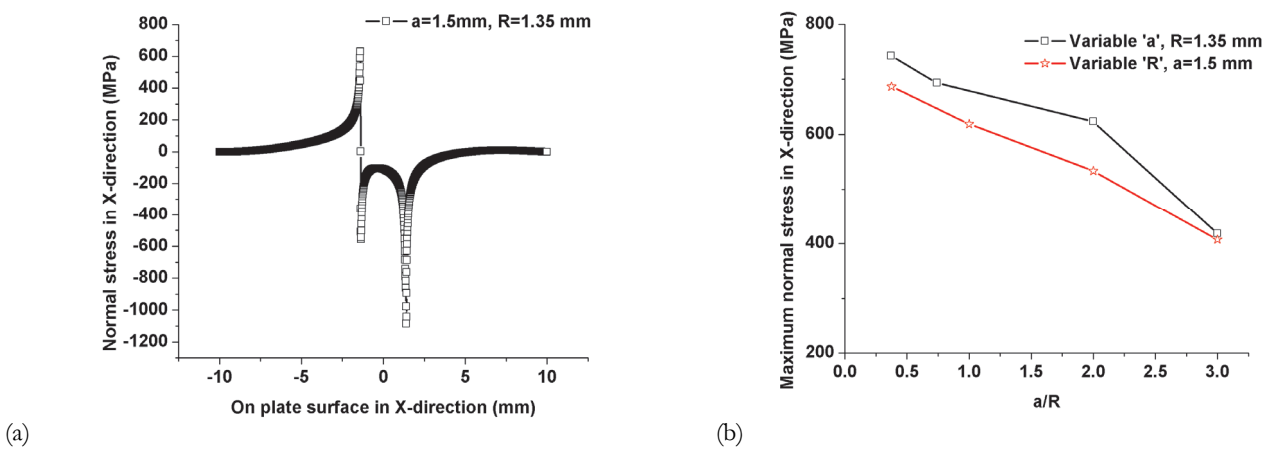 a=1.5mm, R=1.35 mm
Normal stress in X-direction (MPa)
800
600
400
200
0
-200
-400
-600
-800
-1000
-1200
-10 -5 0 5 10
On plate surface in X-direction (mm)
(a)
Variable 'a', R=1.35 mm
Variable 'R', a=1.5 mm
Maximum normal stress in X-direction (MPa)
800
600
400
200
0.0 0.5 1.0 1.5 2.0 2.5 3.0
a/R
(b)